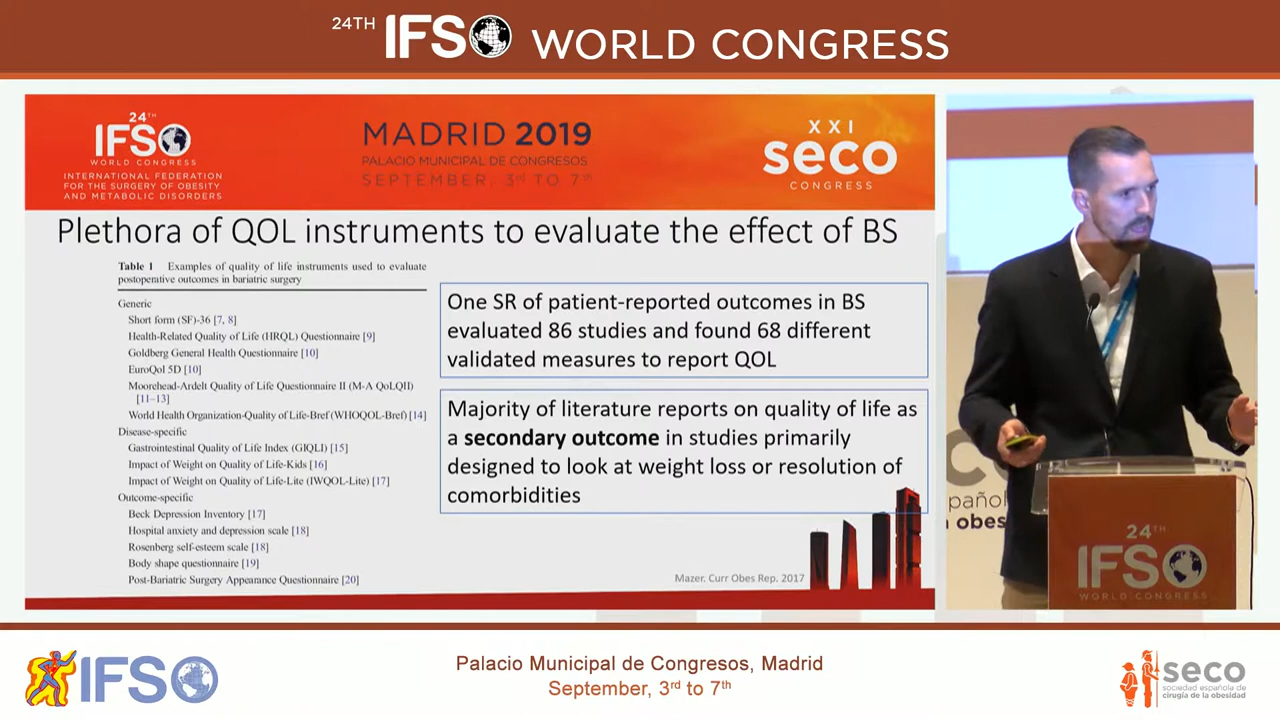 24TH IFSO WORLD CONGRESS
24TH
IFSO
WORLD CONGRESS
INTERNATIONAL FEDERATION
FOR THE SURGERY OF OBESITY
AND METABOLIC DISORDERS
MADRID 2019
PALACIO MUNICIPAL DE CONGRESOS
SEPTEMBER, 3rd TO 7th
XXI
seco
CONGRESS
Plethora of QOL instruments to evaluate the effect of BS
Table 1 Examples of quality of life instruments used to evaluate
postoperative outcomes in bariatric surgery
Generic
Short form (SF)-36 [7, 8]
Health-Related Quality of Life (HRQL) Questionnaire [9]
Goldberg General Health Questionnaire [10]
EuroQol 5D [10]
Moorehead-Ardelt Quality of Life Questionnaire II (M-A QoLQII)
[11–13]
World Health Organization-Quality of Life-Bref (WHOQOL-Bref) [14]
Disease-specific
Gastrointestinal Quality of Life Index (GIQLI) [15]
Impact of Weight on Quality of Life-Kids [16]
Impact of Weight on Quality of Life-Lite (IWQOL-Lite) [17]
Outcome-specific
Beck Depression Inventory [17]
Hospital anxiety and depression scale [18]
Rosenberg self-esteem scale [18]
Body shape questionnaire [19]
Post-Bariatric Surgery Appearance Questionnaire [20]
One SR of patient-reported outcomes in BS
evaluated 86 studies and found 68 different
validated measures to report QOL
Majority of literature reports on quality of life as
a secondary outcome in studies primarily
designed to look at weight loss or resolution of
comorbidities
Mazer. Curr Obes Rep. 2017
español
obes
24TH
IFSO
WORLD CONGRESS
IFSO
Palacio Municipal de Congresos, Madrid
September, 3rd to 7th
seco
sociedad española de
cirugía de la obesidad